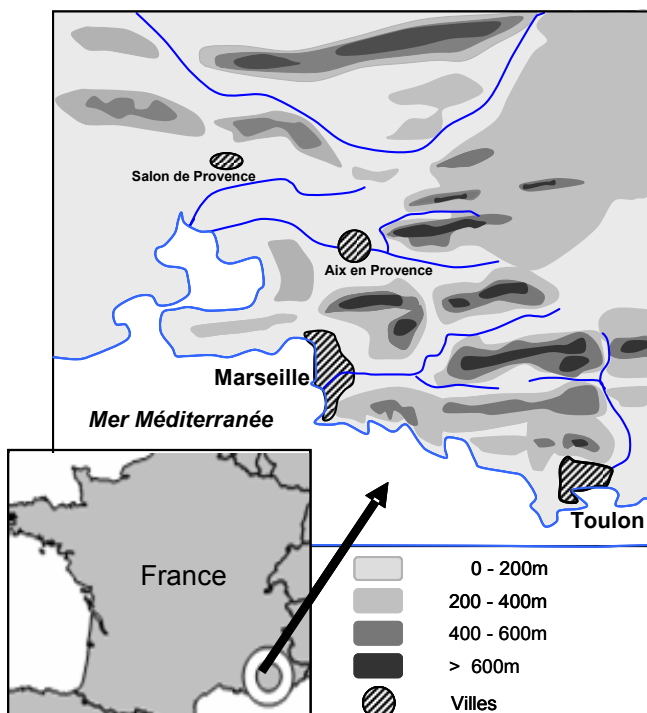 Salon de Provence
Aix en Provence
Marseille
Mer Méditerranée
Toulon
France
0 - 200m
200 - 400m
400 - 600m
> 600m
Villes